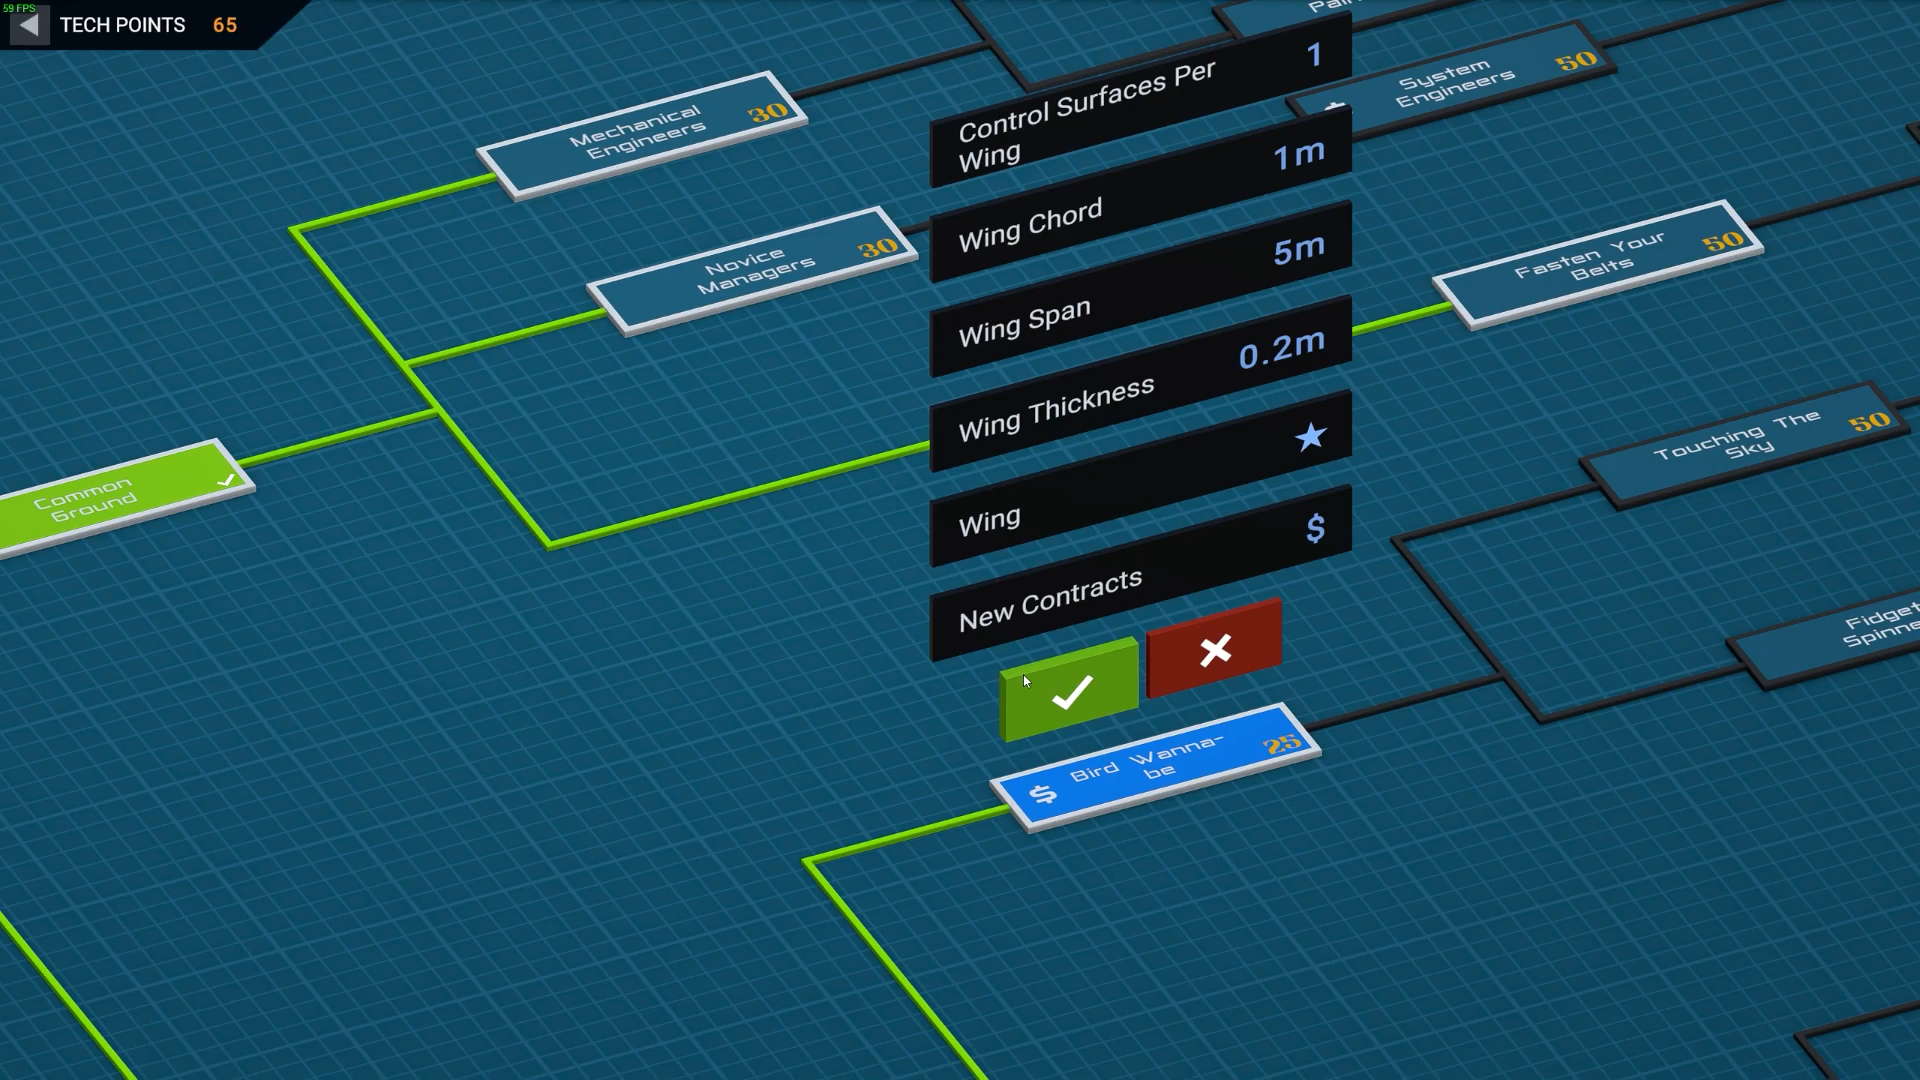 59 FPS
TECH POINTS 65
Mechanical
Engineers
30
Novice
Managers
30
Common
Ground
Control Surfaces Per
Wing
1
Wing Chord
1m
Wing Span
5m
Wing Thickness
0.2m
Wing
New Contracts
$
$ Bird Wanna-
be
25
System
Engineers
50
Fasten Your
Belts
50
Touching The
Sky
50